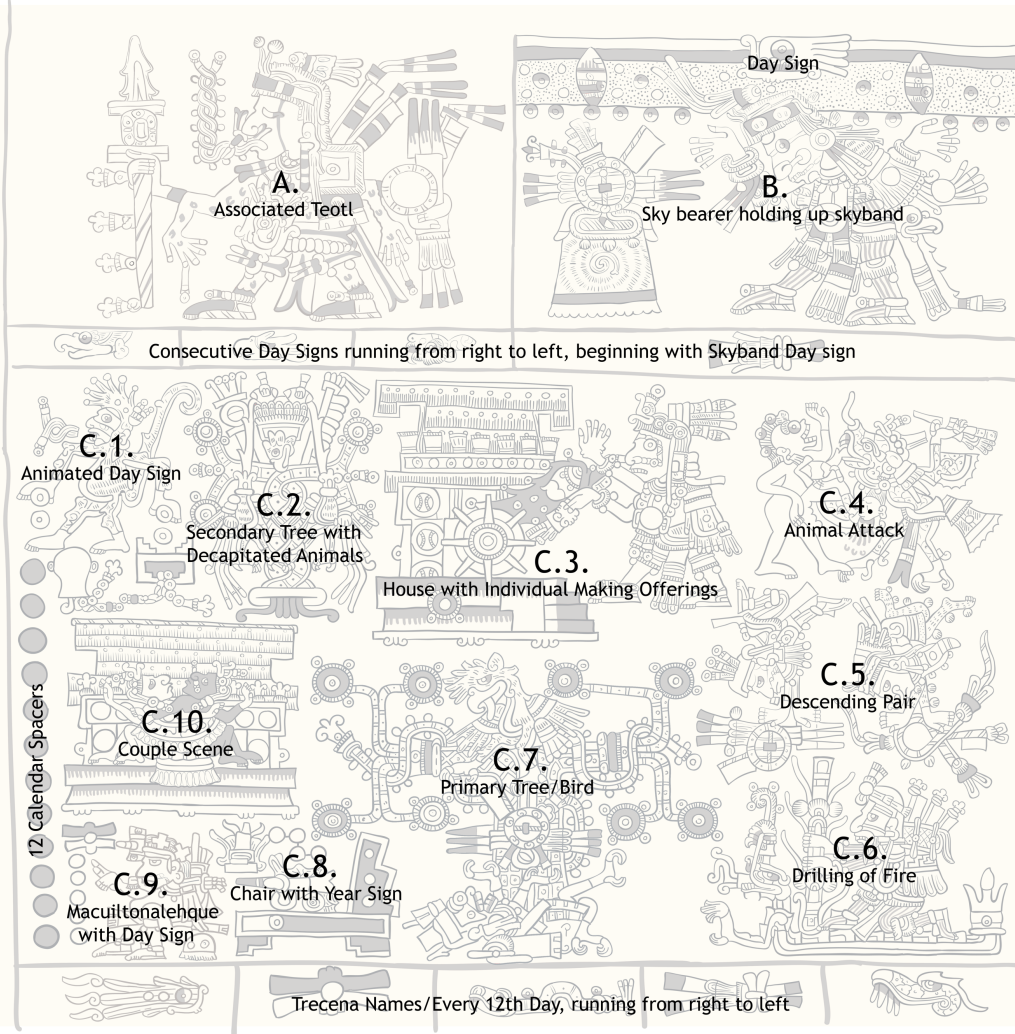 Day Sign
A.
Associated Teotl
B.
Sky bearer holding up skyband
Consecutive Day Signs running from right to left, beginning with Skyband Day sign
C.1.
Animated Day Sign
C.2.
Secondary Tree with
Decapitated Animals
C.3.
House with Individual Making Offerings
C.4.
Animal Attack
C.5.
Descending Pair
C.10.
Couple Scene
C.7.
Primary Tree/Bird
12 Calendar Spacers
C.9.
Macuiltonalehque
with Day Sign
C.8.
Chair with Year Sign
C.6.
Drilling of Fire
Trecena Names/Every 12th Day, running from right to left